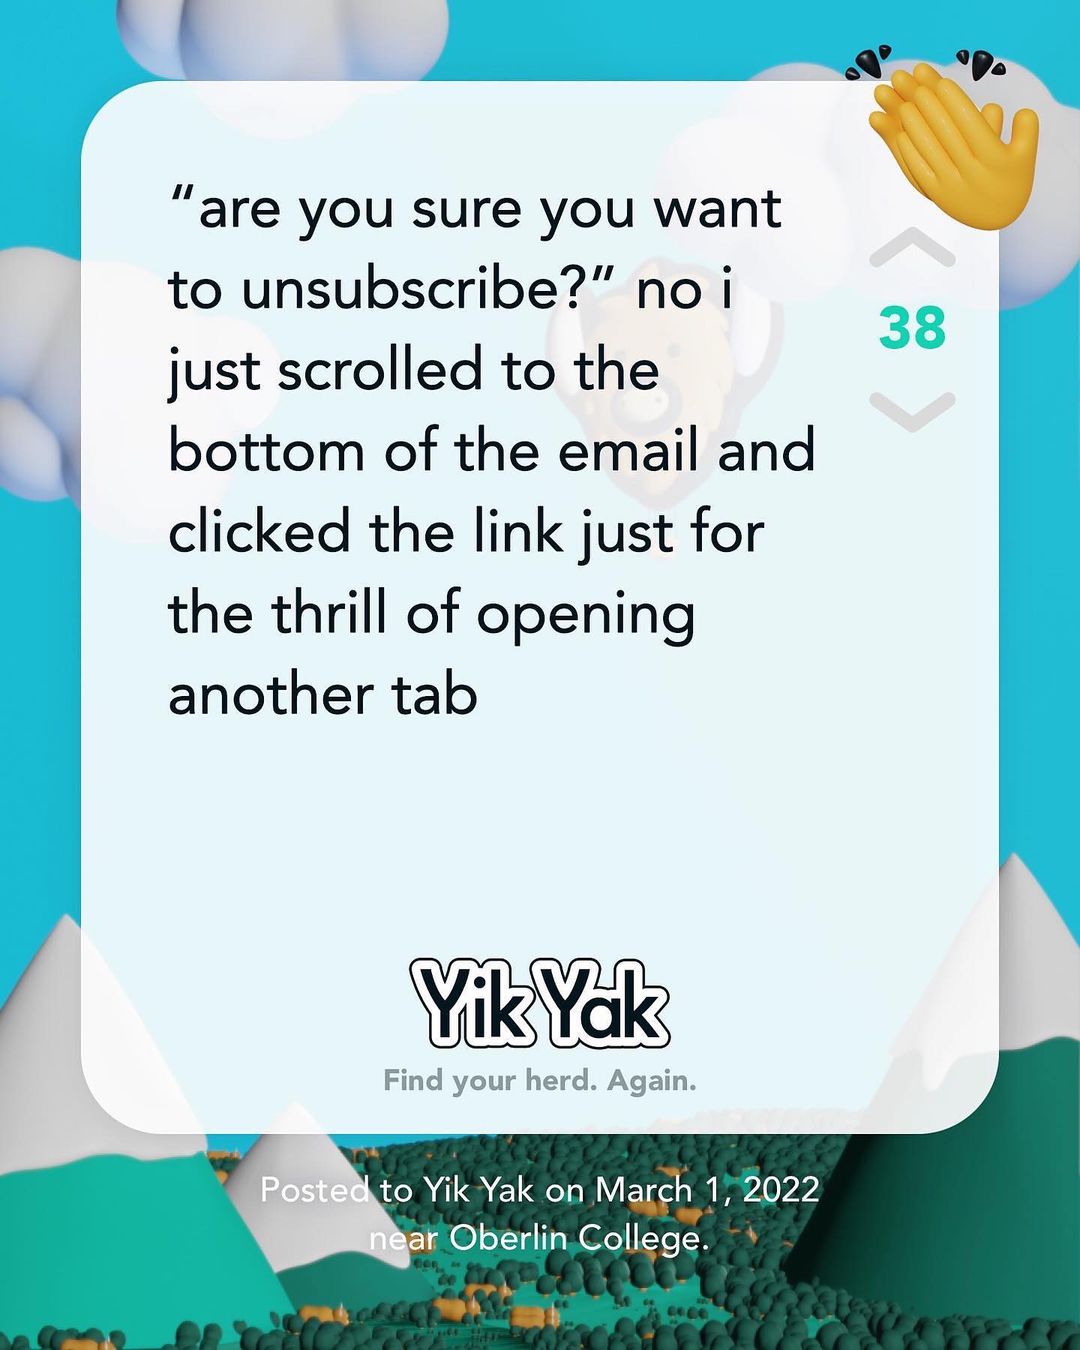 “are you sure you want
to unsubscribe?” no i
just scrolled to the
bottom of the email and
clicked the link just for
the thrill of opening
another tab
38
Yik Yak
Find your herd. Again.
Posted to Yik Yak on March 1, 2022
near Oberlin College.